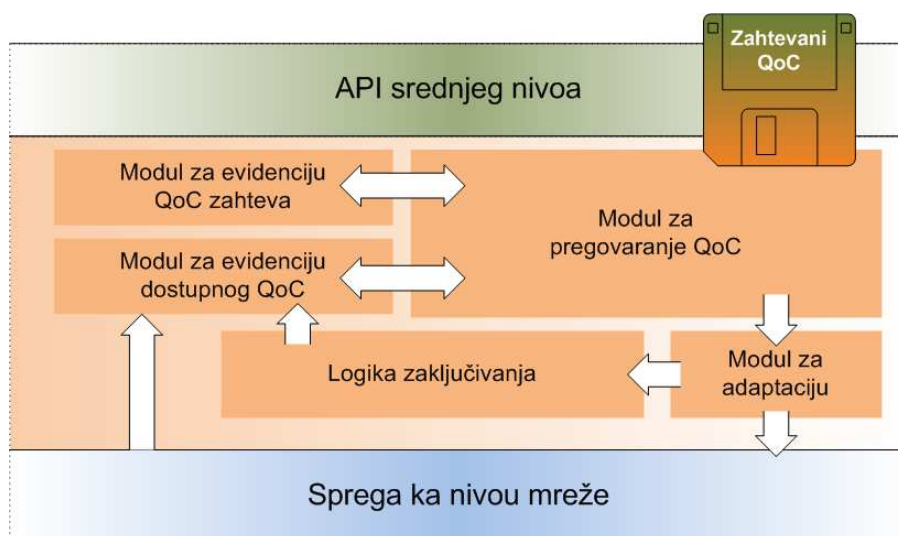 Zahtevani
QoC
API srednjeg nivoa
Modul za evidenciju
QoC zahteva
Modul za
pregovaranje QoC
Modul za evidenciju
dostupnog QoC
Logika zaključivanja
Modul za
adaptaciju
Sprega ka nivou mreže